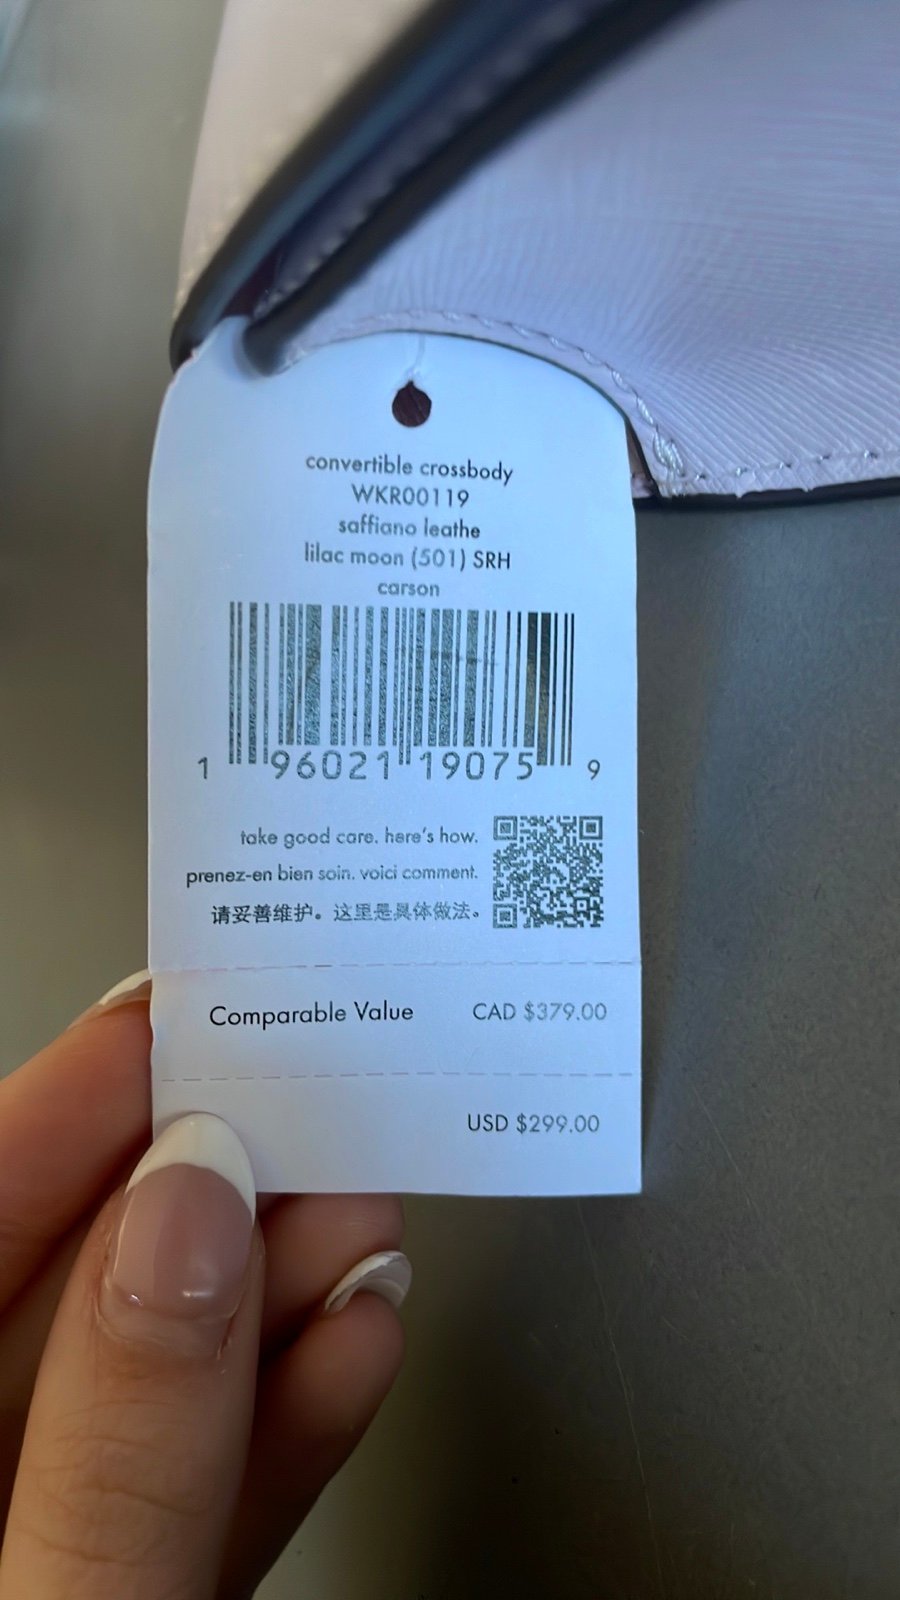 convertible crossbody
WKR00119
saffiano leathe
lilac moon (501) SRH
carson
1 96021 19075 9
take good care. here's how.
prenez-en bien soin. voici comment.
请妥善维护。这里是具体做法。
Comparable Value CAD $379.00
USD $299.00